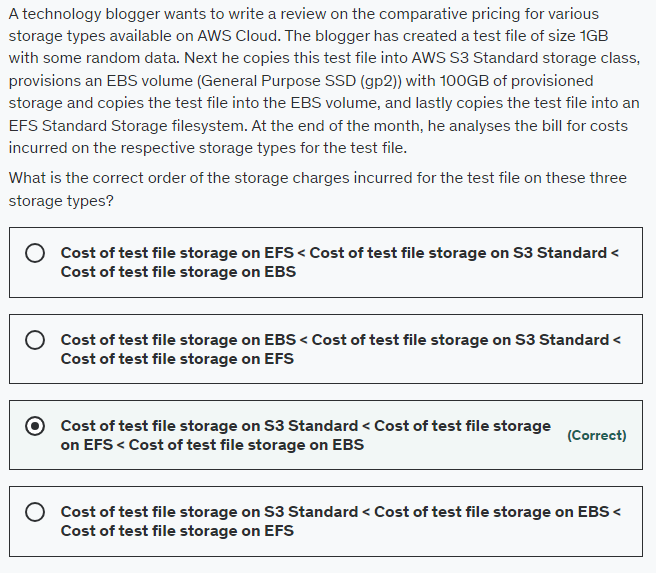 A technology blogger wants to write a review on the comparative pricing for various
storage types available on AWS Cloud. The blogger has created a test file of size 1GB
with some random data. Next he copies this test file into AWS S3 Standard storage class,
provisions an EBS volume (General Purpose SSD (gp2)) with 100GB of provisioned
storage and copies the test file into the EBS volume, and lastly copies the test file into an
EFS Standard Storage filesystem. At the end of the month, he analyses the bill for costs
incurred on the respective storage types for the test file.
What is the correct order of the storage charges incurred for the test file on these three
storage types?
Cost of test file storage on EFS < Cost of test file storage on S3 Standard <
Cost of test file storage on EBS
Cost of test file storage on EBS < Cost of test file storage on S3 Standard <
Cost of test file storage on EFS
Cost of test file storage on S3 Standard < Cost of test file storage
on EFS < Cost of test file storage on EBS
(Correct)
Cost of test file storage on S3 Standard < Cost of test file storage on EBS <
Cost of test file storage on EFS